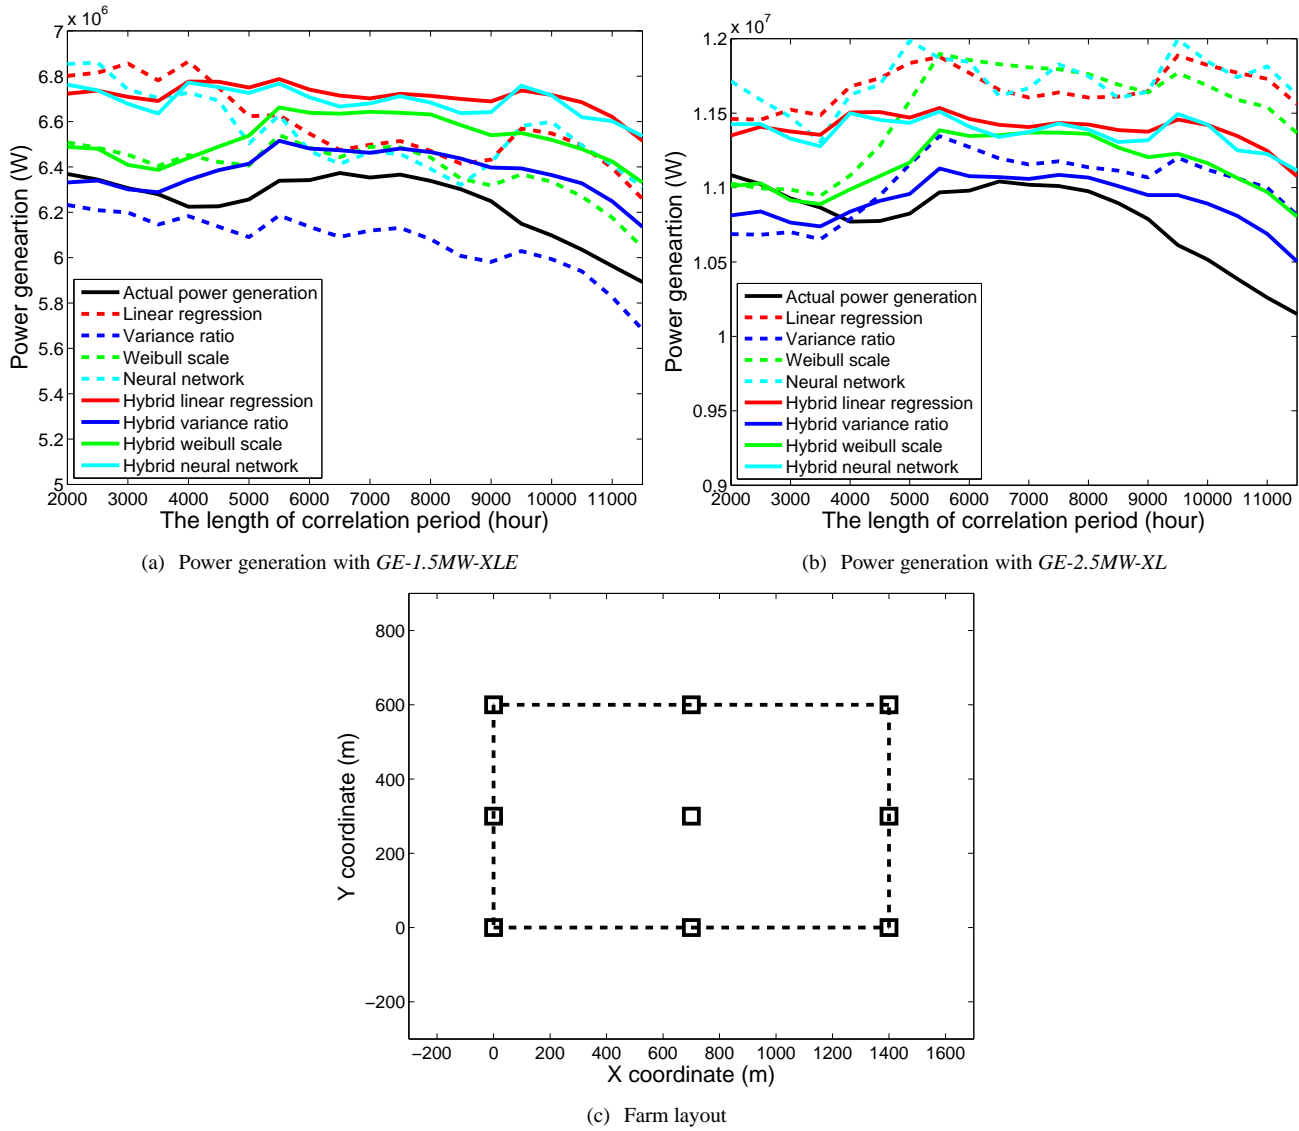 x 10^6
7
6.8
6.6
6.4
6.2
6
5.8
5.6
5.4
5.2
5
Power generation (W)
Actual power generation
Linear regression
Variance ratio
Weibull scale
Neural network
Hybrid linear regression
Hybrid variance ratio
Hybrid weibull scale
Hybrid neural network
2000 3000 4000 5000 6000 7000 8000 9000 10000 11000
The length of correlation period (hour)
(a) Power generation with GE-1.5MW-XLE
x 10^7
1.2
1.15
1.1
1.05
1
0.95
0.9
Power geneartion (W)
Actual power generation
Linear regression
Variance ratio
Weibull scale
Neural network
Hybrid linear regression
Hybrid variance ratio
Hybrid weibull scale
Hybrid neural network
2000 3000 4000 5000 6000 7000 8000 9000 10000 11000
The length of correlation period (hour)
(b) Power generation with GE-2.5MW-XL
800
600
400
200
0
−200
Y coordinate (m)
−200 0 200 400 600 800 1000 1200 1400 1600
X coordinate (m)
(c) Farm layout